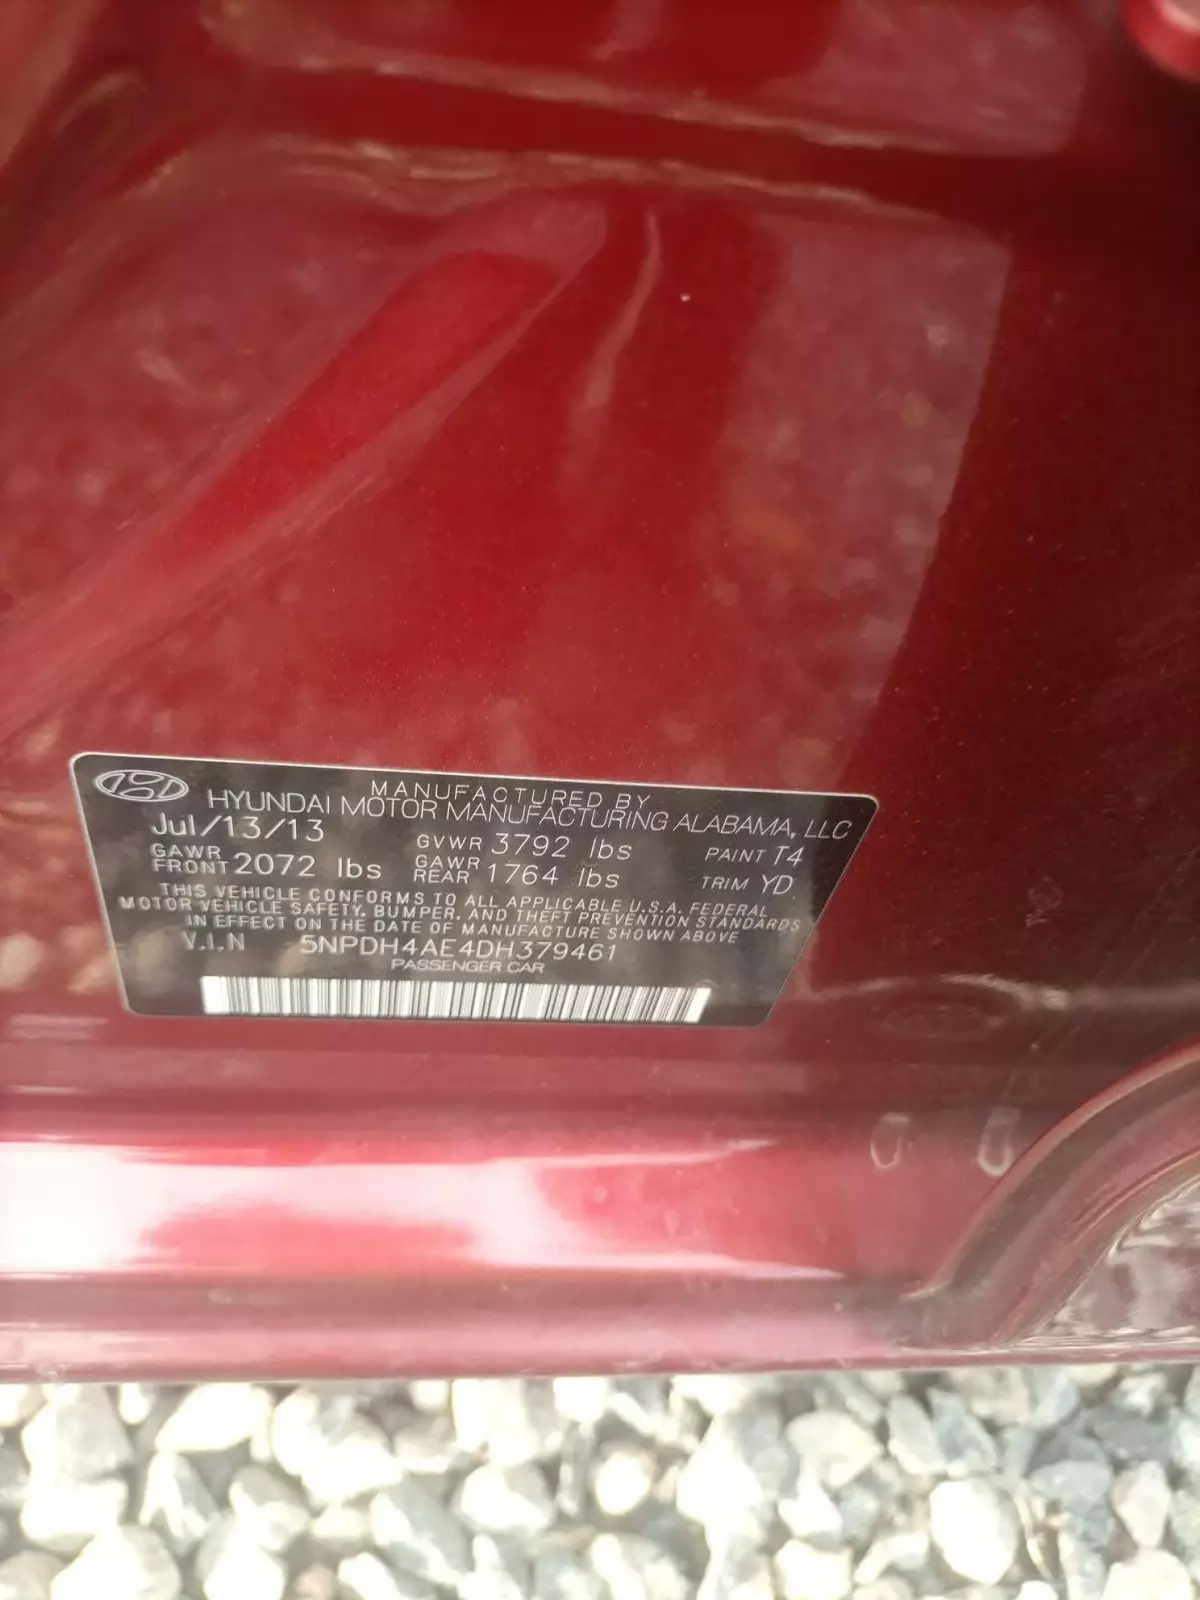 MANUFACTURED BY
HYUNDAI MOTOR MANUFACTURING ALABAMA, LLC
Jul/13/13 GVWR 3792 lbs PAINT T4
GAWR FRONT 2072 lbs GAWR REAR 1764 lbs TRIM YD
THIS VEHICLE CONFORMS TO ALL APPLICABLE U.S.A. FEDERAL
MOTOR VEHICLE SAFETY, BUMPER, AND THEFT PREVENTION STANDARDS
IN EFFECT ON THE DATE OF MANUFACTURE SHOWN ABOVE
V.I.N 5NPDH4AE4DH379461
PASSENGER CAR